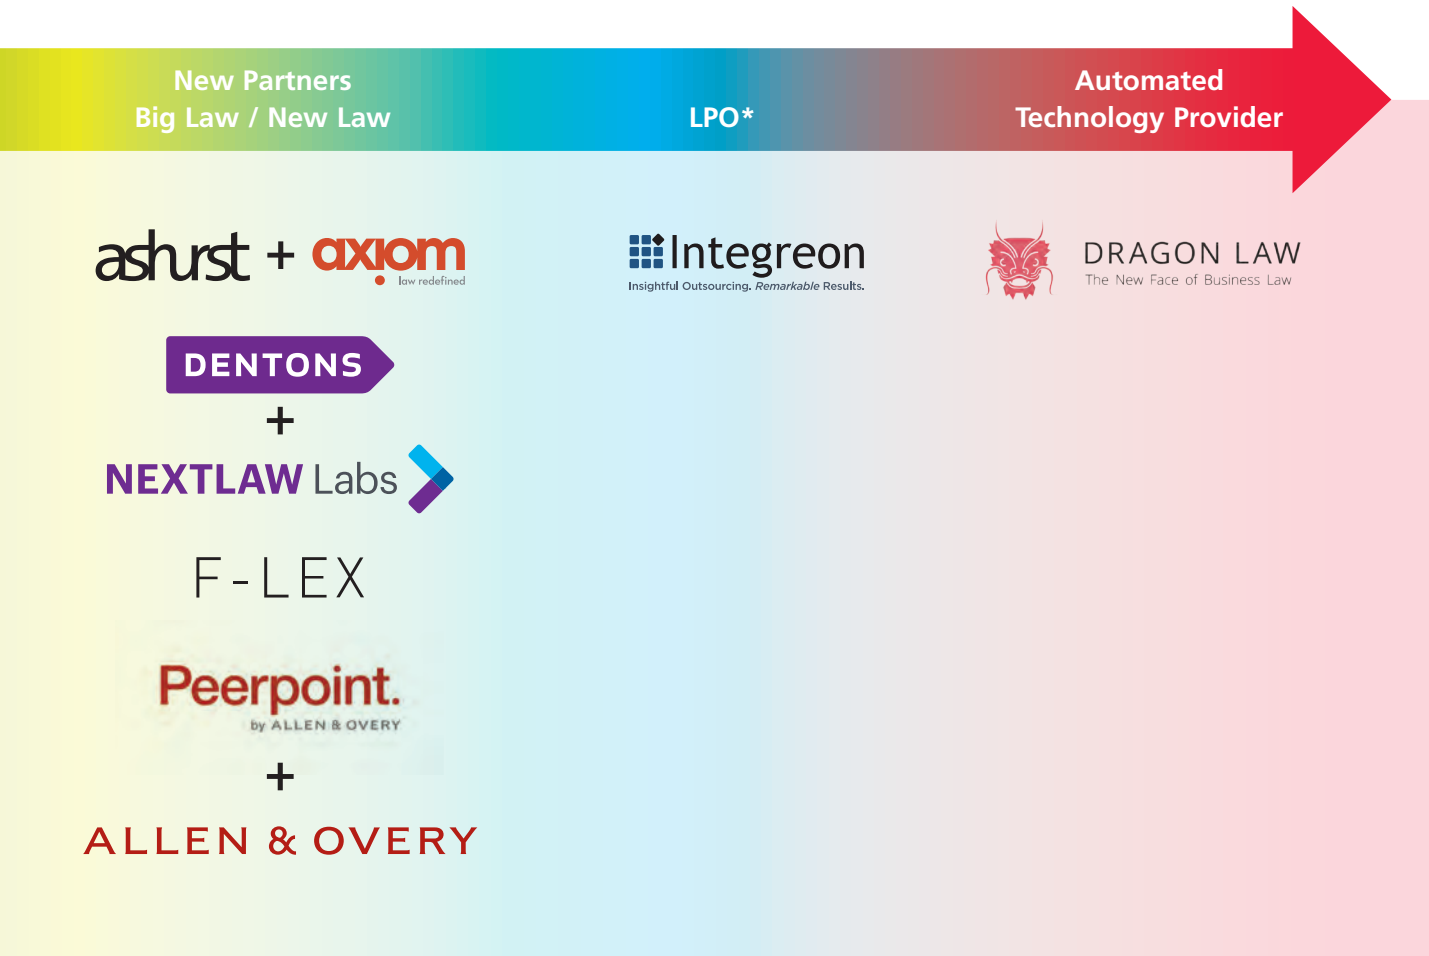 New Partners
Big Law / New Law
LPO*
Automated
Technology Provider
ashurst + axiom
law redefined
Integreon
Insightful Outsourcing. Remarkable Results.
DRAGON LAW
The New Face of Business Law
DENTONS
+
NEXTLAW Labs
F-LEX
Peerpoint.
by ALLEN & OVERY
+
ALLEN & OVERY